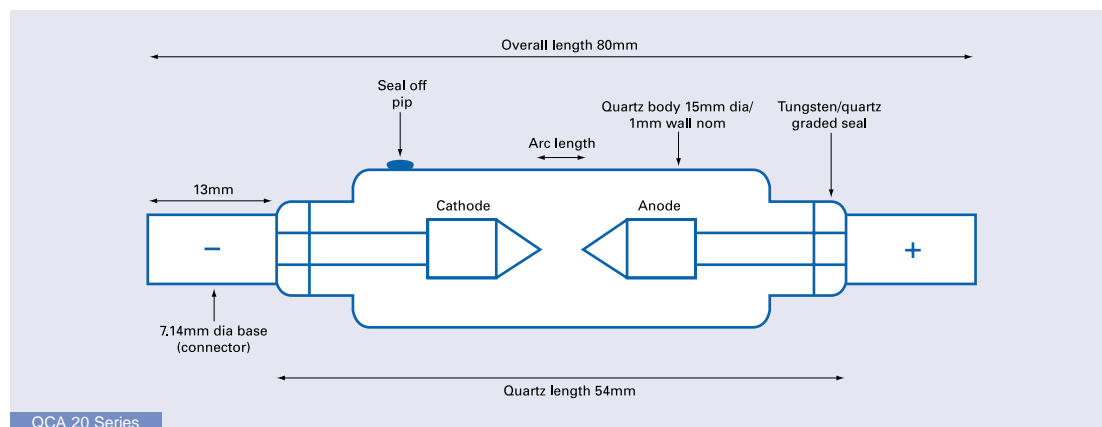 Overall length 80mm
Seal off
pip
Quartz body 15mm dia/
1mm wall nom
Tungsten/quartz
graded seal
Arc length
13mm
Cathode
Anode
–
+
7.14mm dia base
(connector)
Quartz length 54mm
QCA 20 Series